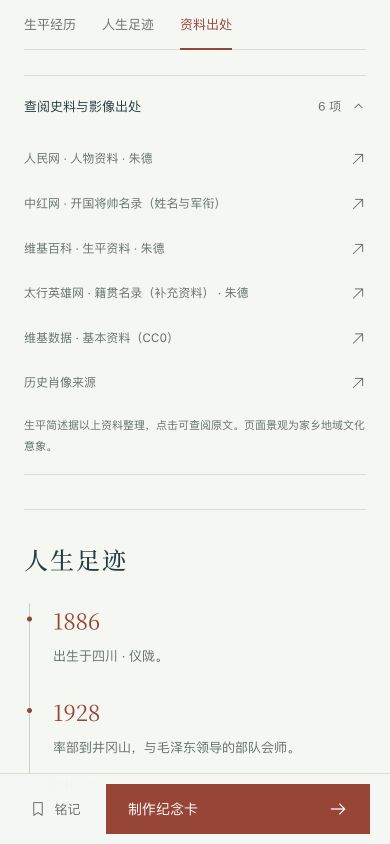 生平经历 人生足迹 资料出处
查阅史料与影像出处 6 项
人民网 · 人物资料 · 朱德
中红网 · 开国将帅名录（姓名与军衔）
维基百科 · 生平资料 · 朱德
太行英雄网 · 籍贯名录（补充资料） · 朱德
维基数据 · 基本资料（CC0）
历史肖像来源
生平简述据以上资料整理，点击可查阅原文。页面景观为家乡地域文化
意象。
人生足迹
1886
出生于四川 · 仪陇。
1928
率部到井冈山，与毛泽东领导的部队会师。
铭记 制作纪念卡